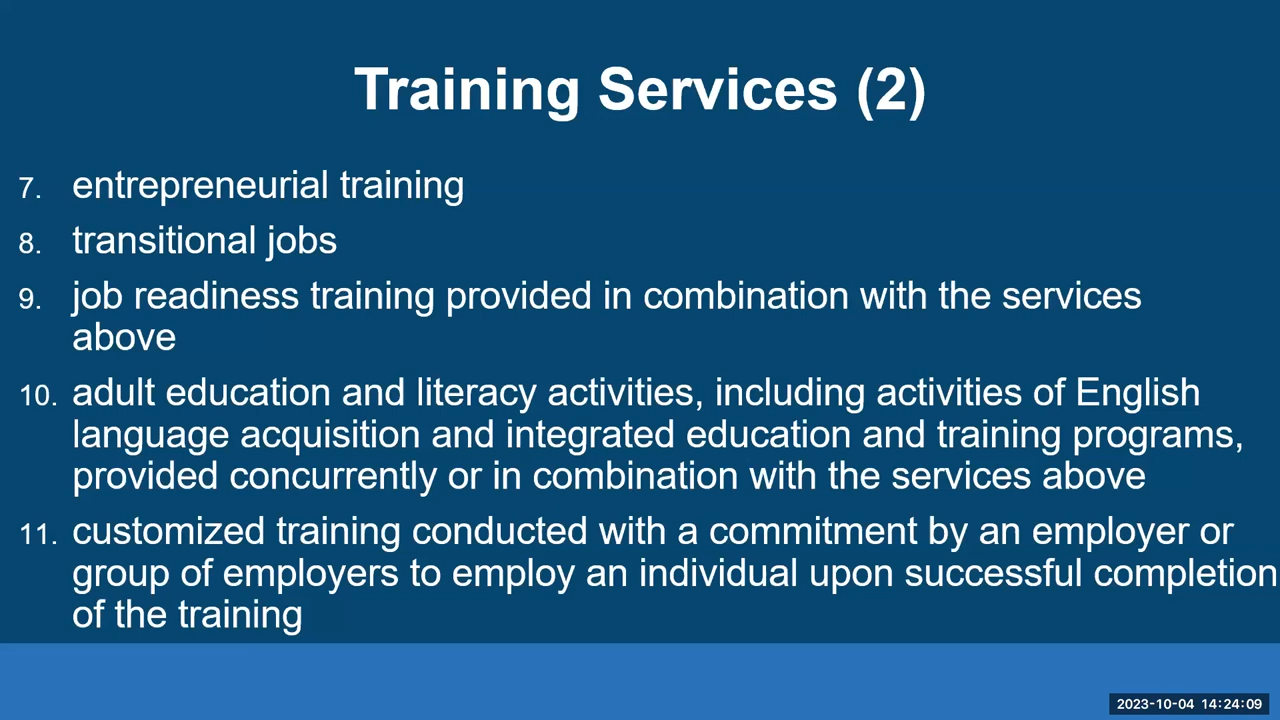 Training Services (2)
7. entrepreneurial training
8. transitional jobs
9. job readiness training provided in combination with the services
above
10. adult education and literacy activities, including activities of English
language acquisition and integrated education and training programs,
provided concurrently or in combination with the services above
11. customized training conducted with a commitment by an employer or
group of employers to employ an individual upon successful completion
of the training
2023-10-04 14:24:09